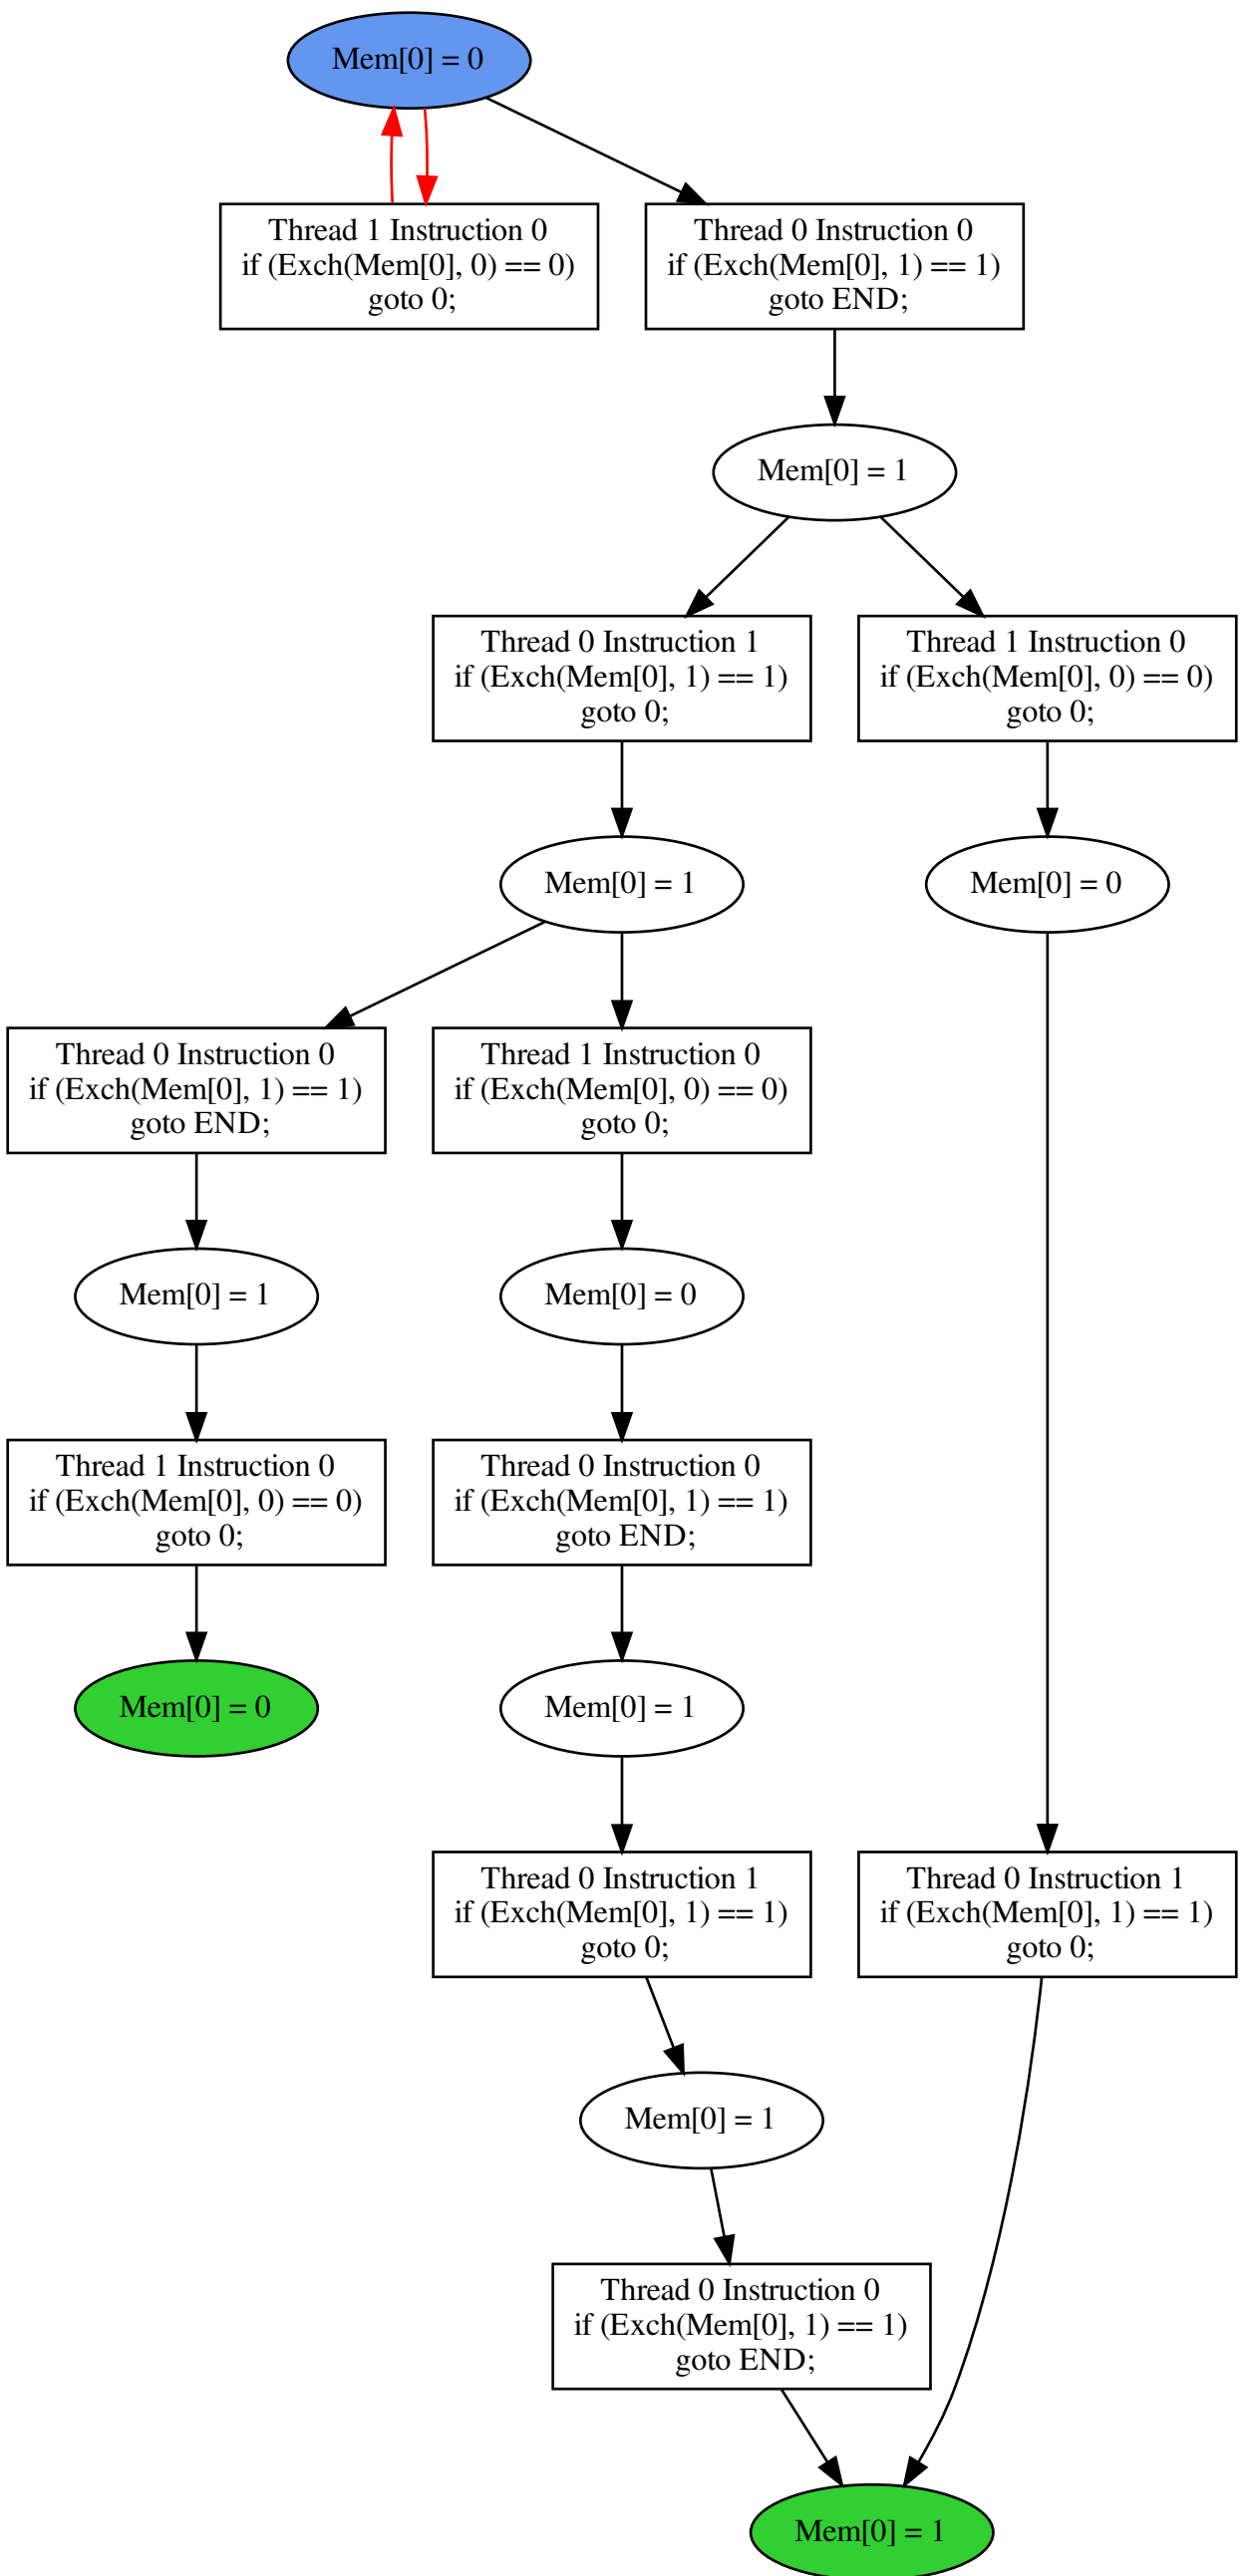 Mem[0] = 0
Thread 1 Instruction 0
if (Exch(Mem[0], 0) == 0)
goto 0;
Thread 0 Instruction 0
if (Exch(Mem[0], 1) == 1)
goto END;
Mem[0] = 1
Thread 0 Instruction 1
if (Exch(Mem[0], 1) == 1)
goto 0;
Thread 1 Instruction 0
if (Exch(Mem[0], 0) == 0)
goto 0;
Mem[0] = 1
Mem[0] = 0
Thread 0 Instruction 0
if (Exch(Mem[0], 1) == 1)
goto END;
Thread 1 Instruction 0
if (Exch(Mem[0], 0) == 0)
goto 0;
Mem[0] = 1
Mem[0] = 0
Thread 1 Instruction 0
if (Exch(Mem[0], 0) == 0)
goto 0;
Thread 0 Instruction 0
if (Exch(Mem[0], 1) == 1)
goto END;
Mem[0] = 0
Mem[0] = 1
Thread 0 Instruction 1
if (Exch(Mem[0], 1) == 1)
goto 0;
Thread 0 Instruction 1
if (Exch(Mem[0], 1) == 1)
goto 0;
Mem[0] = 1
Thread 0 Instruction 0
if (Exch(Mem[0], 1) == 1)
goto END;
Mem[0] = 1